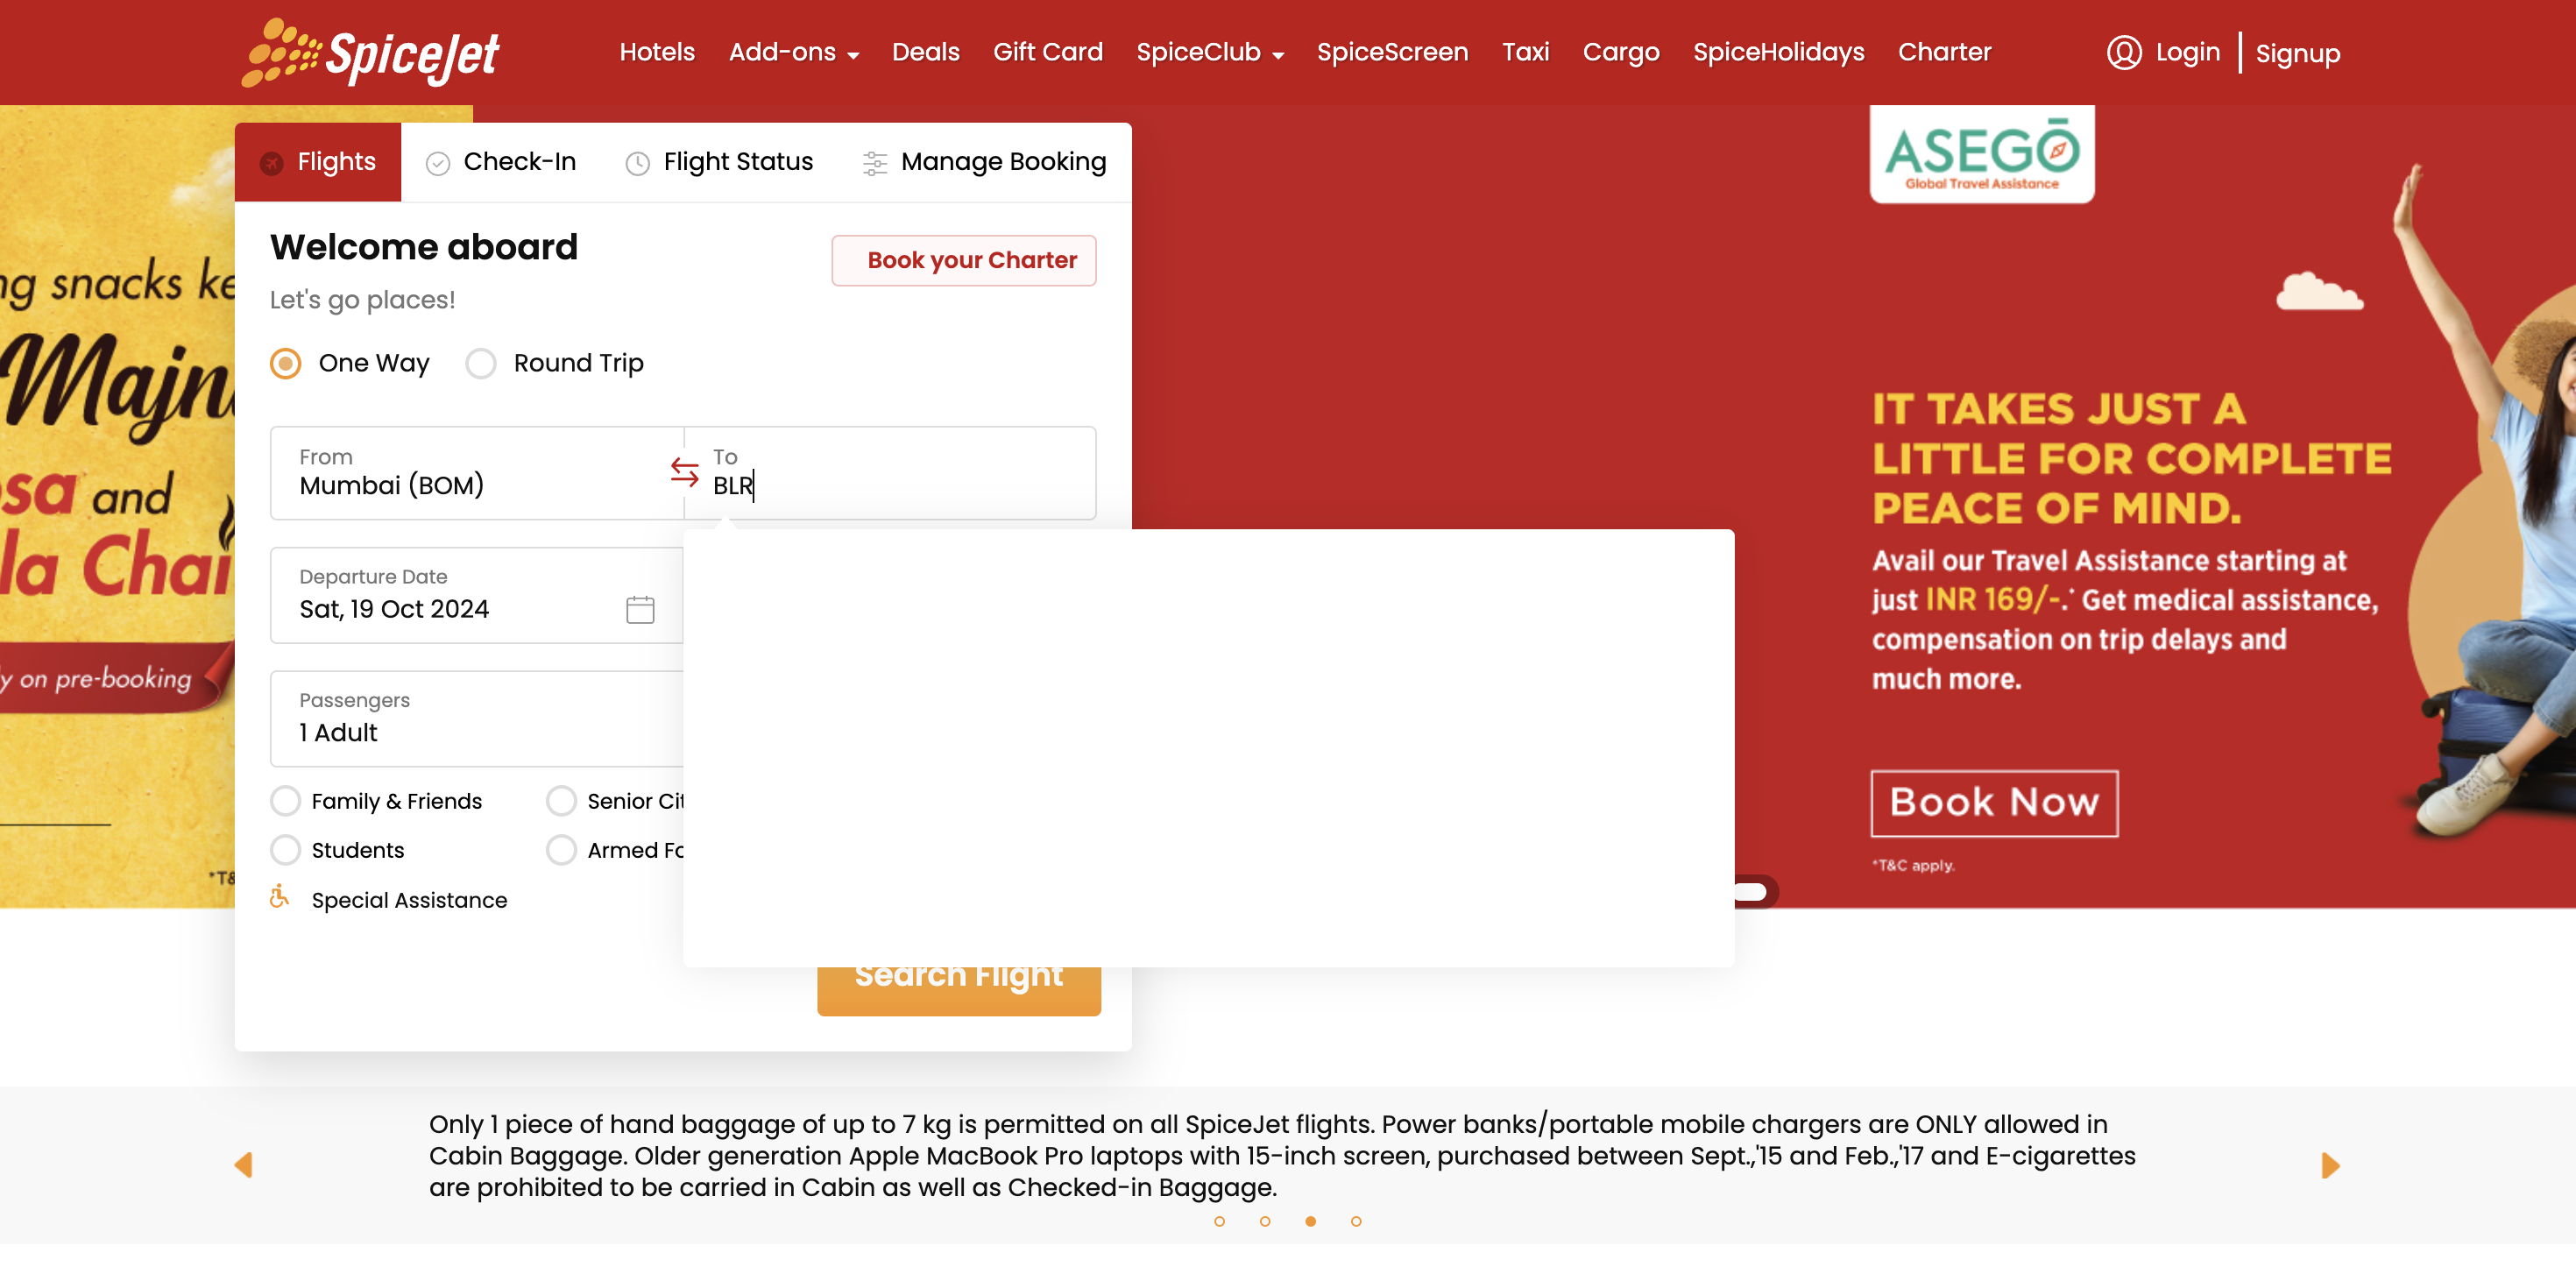 SpiceJet
Hotels Add-ons Deals Gift Card SpiceClub SpiceScreen Taxi Cargo SpiceHolidays Charter Login Signup
Flights Check-In Flight Status Manage Booking
Welcome aboard
Book your Charter
Let's go places!
One Way Round Trip
From
Mumbai (BOM)
To
BLR
Departure Date
Sat, 19 Oct 2024
Passengers
1 Adult
Family & Friends Senior
Students Armed
Special Assistance
Search Flight
snacks
and
Chai
on pre-booking
ASEGO
Global Travel Assistance
IT TAKES JUST A
LITTLE FOR COMPLETE
PEACE OF MIND.
Avail our Travel Assistance starting at
just INR 169/-.* Get medical assistance,
compensation on trip delays and
much more.
Book Now
*T&C apply.
Only 1 piece of hand baggage of up to 7 kg is permitted on all SpiceJet flights. Power banks/portable mobile chargers are ONLY allowed in
Cabin Baggage. Older generation Apple MacBook Pro laptops with 15-inch screen, purchased between Sept.,'15 and Feb.,'17 and E-cigarettes
are prohibited to be carried in Cabin as well as Checked-in Baggage.